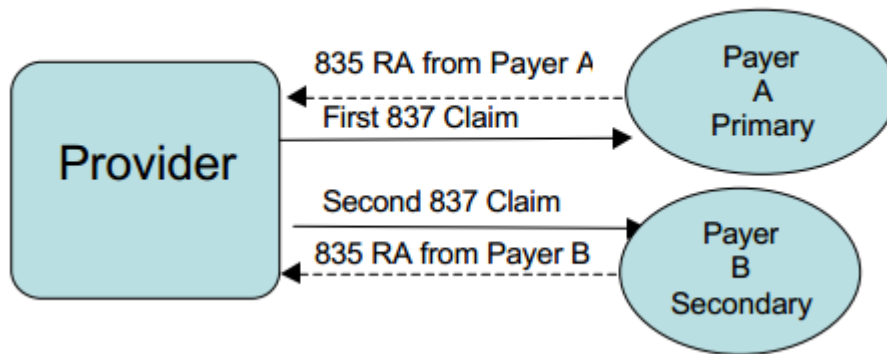 835 RA from Payer A
First 837 Claim
Provider
Second 837 Claim
835 RA from Payer B
Payer
A
Primary
Payer
B
Secondary